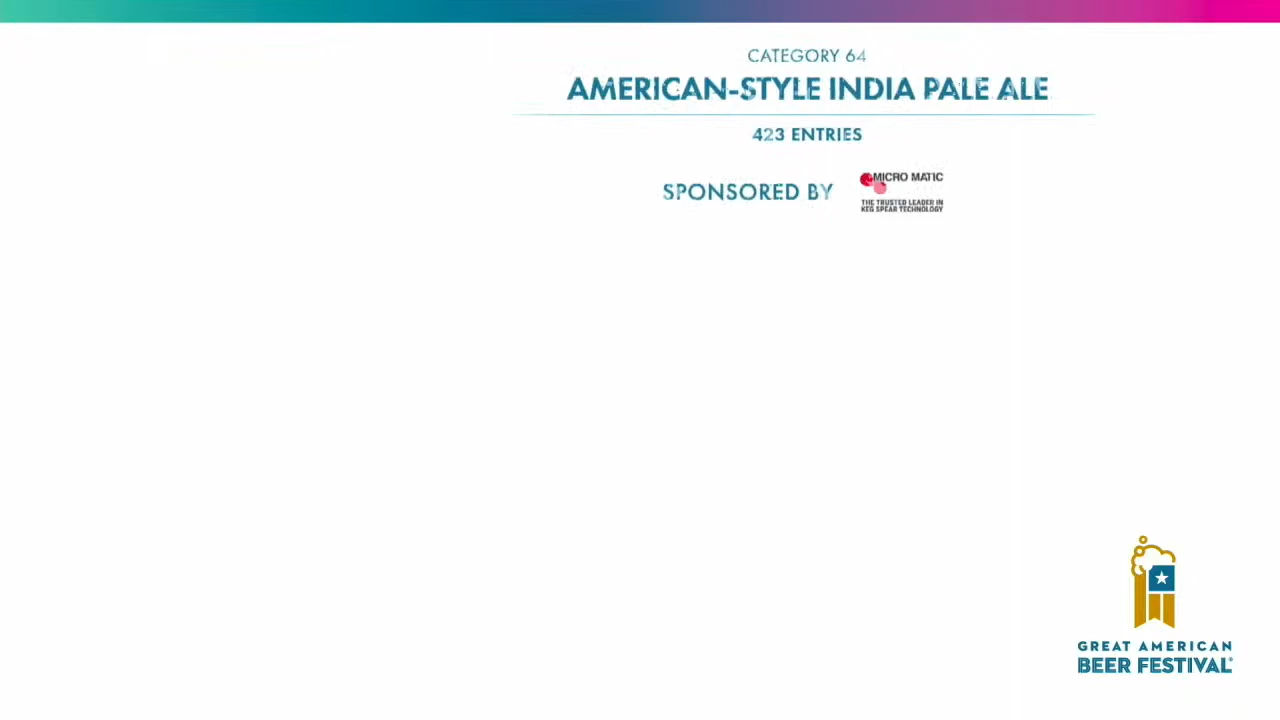 CATEGORY 64
AMERICAN-STYLE INDIA PALE ALE
423 ENTRIES
SPONSORED BY
MICRO MATIC
THE TRUSTED LEADER IN
KEG SPEAR TECHNOLOGY
GREAT AMERICAN
BEER FESTIVAL®